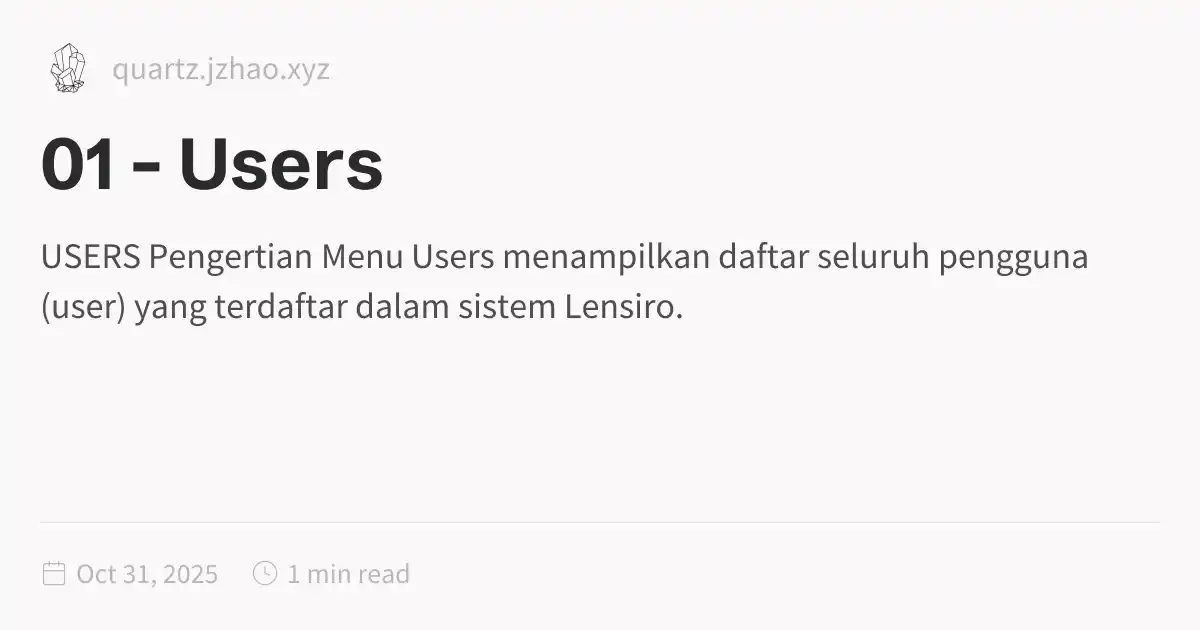 quartz.jzhao.xyz
01 - Users
USERS Pengertian Menu Users menampilkan daftar seluruh pengguna
(user) yang terdaftar dalam sistem Lensiro.
Oct 31, 2025 1 min read